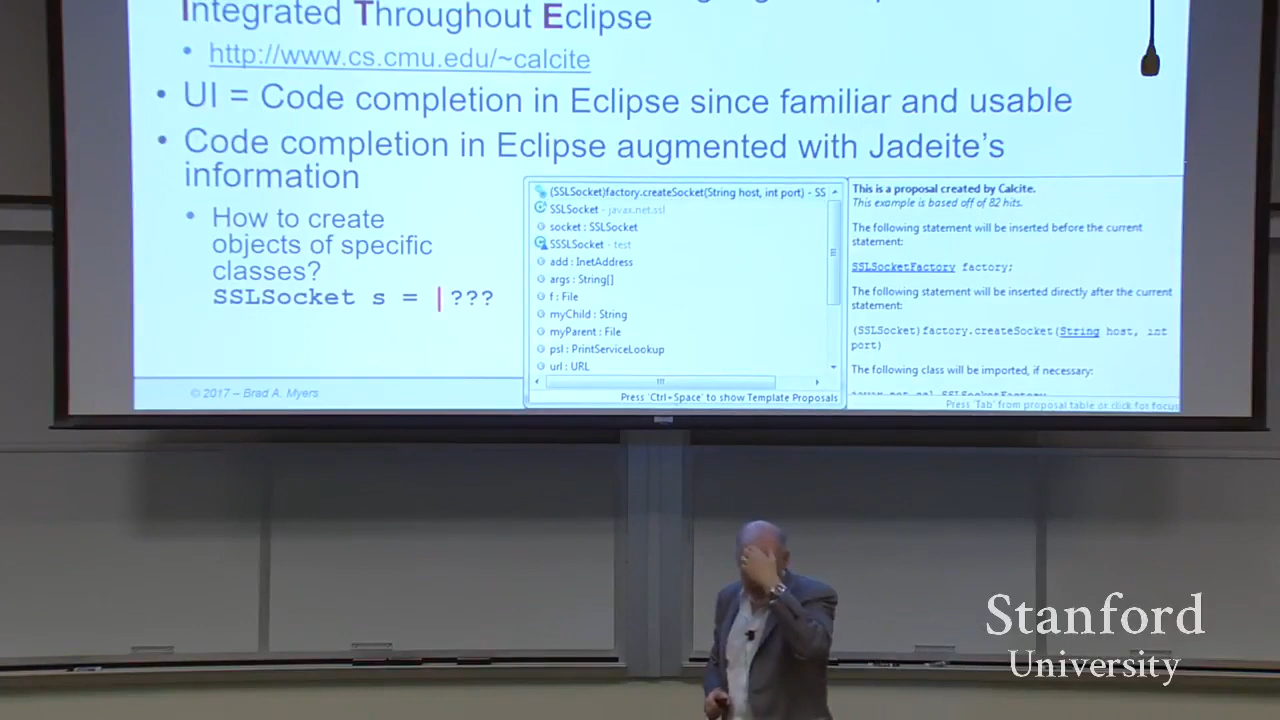 Integrated Throughout Eclipse
• http://www.cs.cmu.edu/~calcite
• UI = Code completion in Eclipse since familiar and usable
• Code completion in Eclipse augmented with Jadeite's
information
• How to create
objects of specific
classes?
SSLSocket s = | ???
(SSLSocket)factory.createSocket(String host, int port) - SS
SSLSocket - javax.net.ssl
socket : SSLSocket
SSSLSocket - test
add : InetAddress
args : String[]
f : File
myChild : String
myParent : File
psl : PrintServiceLookup
url : URL
Press 'Ctrl+Space' to show Template Proposals
This is a proposal created by Calcite.
This example is based off of 82 hits.
The following statement will be inserted before the current
statement:
SSLSocketFactory factory;
The following statement will be inserted directly after the current
statement:
(SSLSocket)factory.createSocket(String host, int
port)
The following class will be imported, if necessary:
Press 'Tab' from proposal table or click for focus
© 2017 – Brad A. Myers
Stanford
University